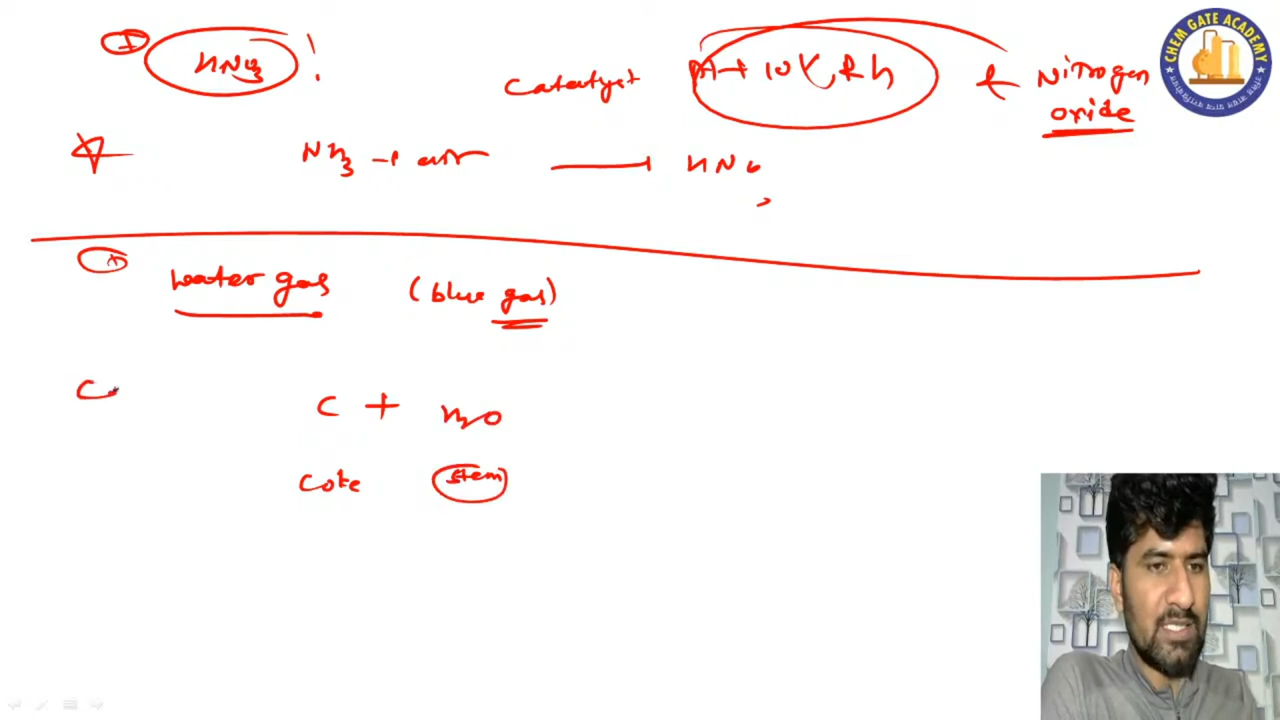 I HNO3 !
Catalyst Pt + 10% Rh & Nitrogen
oxide
NH3 + air → HNO3
water gas (blue gas)
Co
C + H2O
Coke steam
CHEM GATE ACADEMY